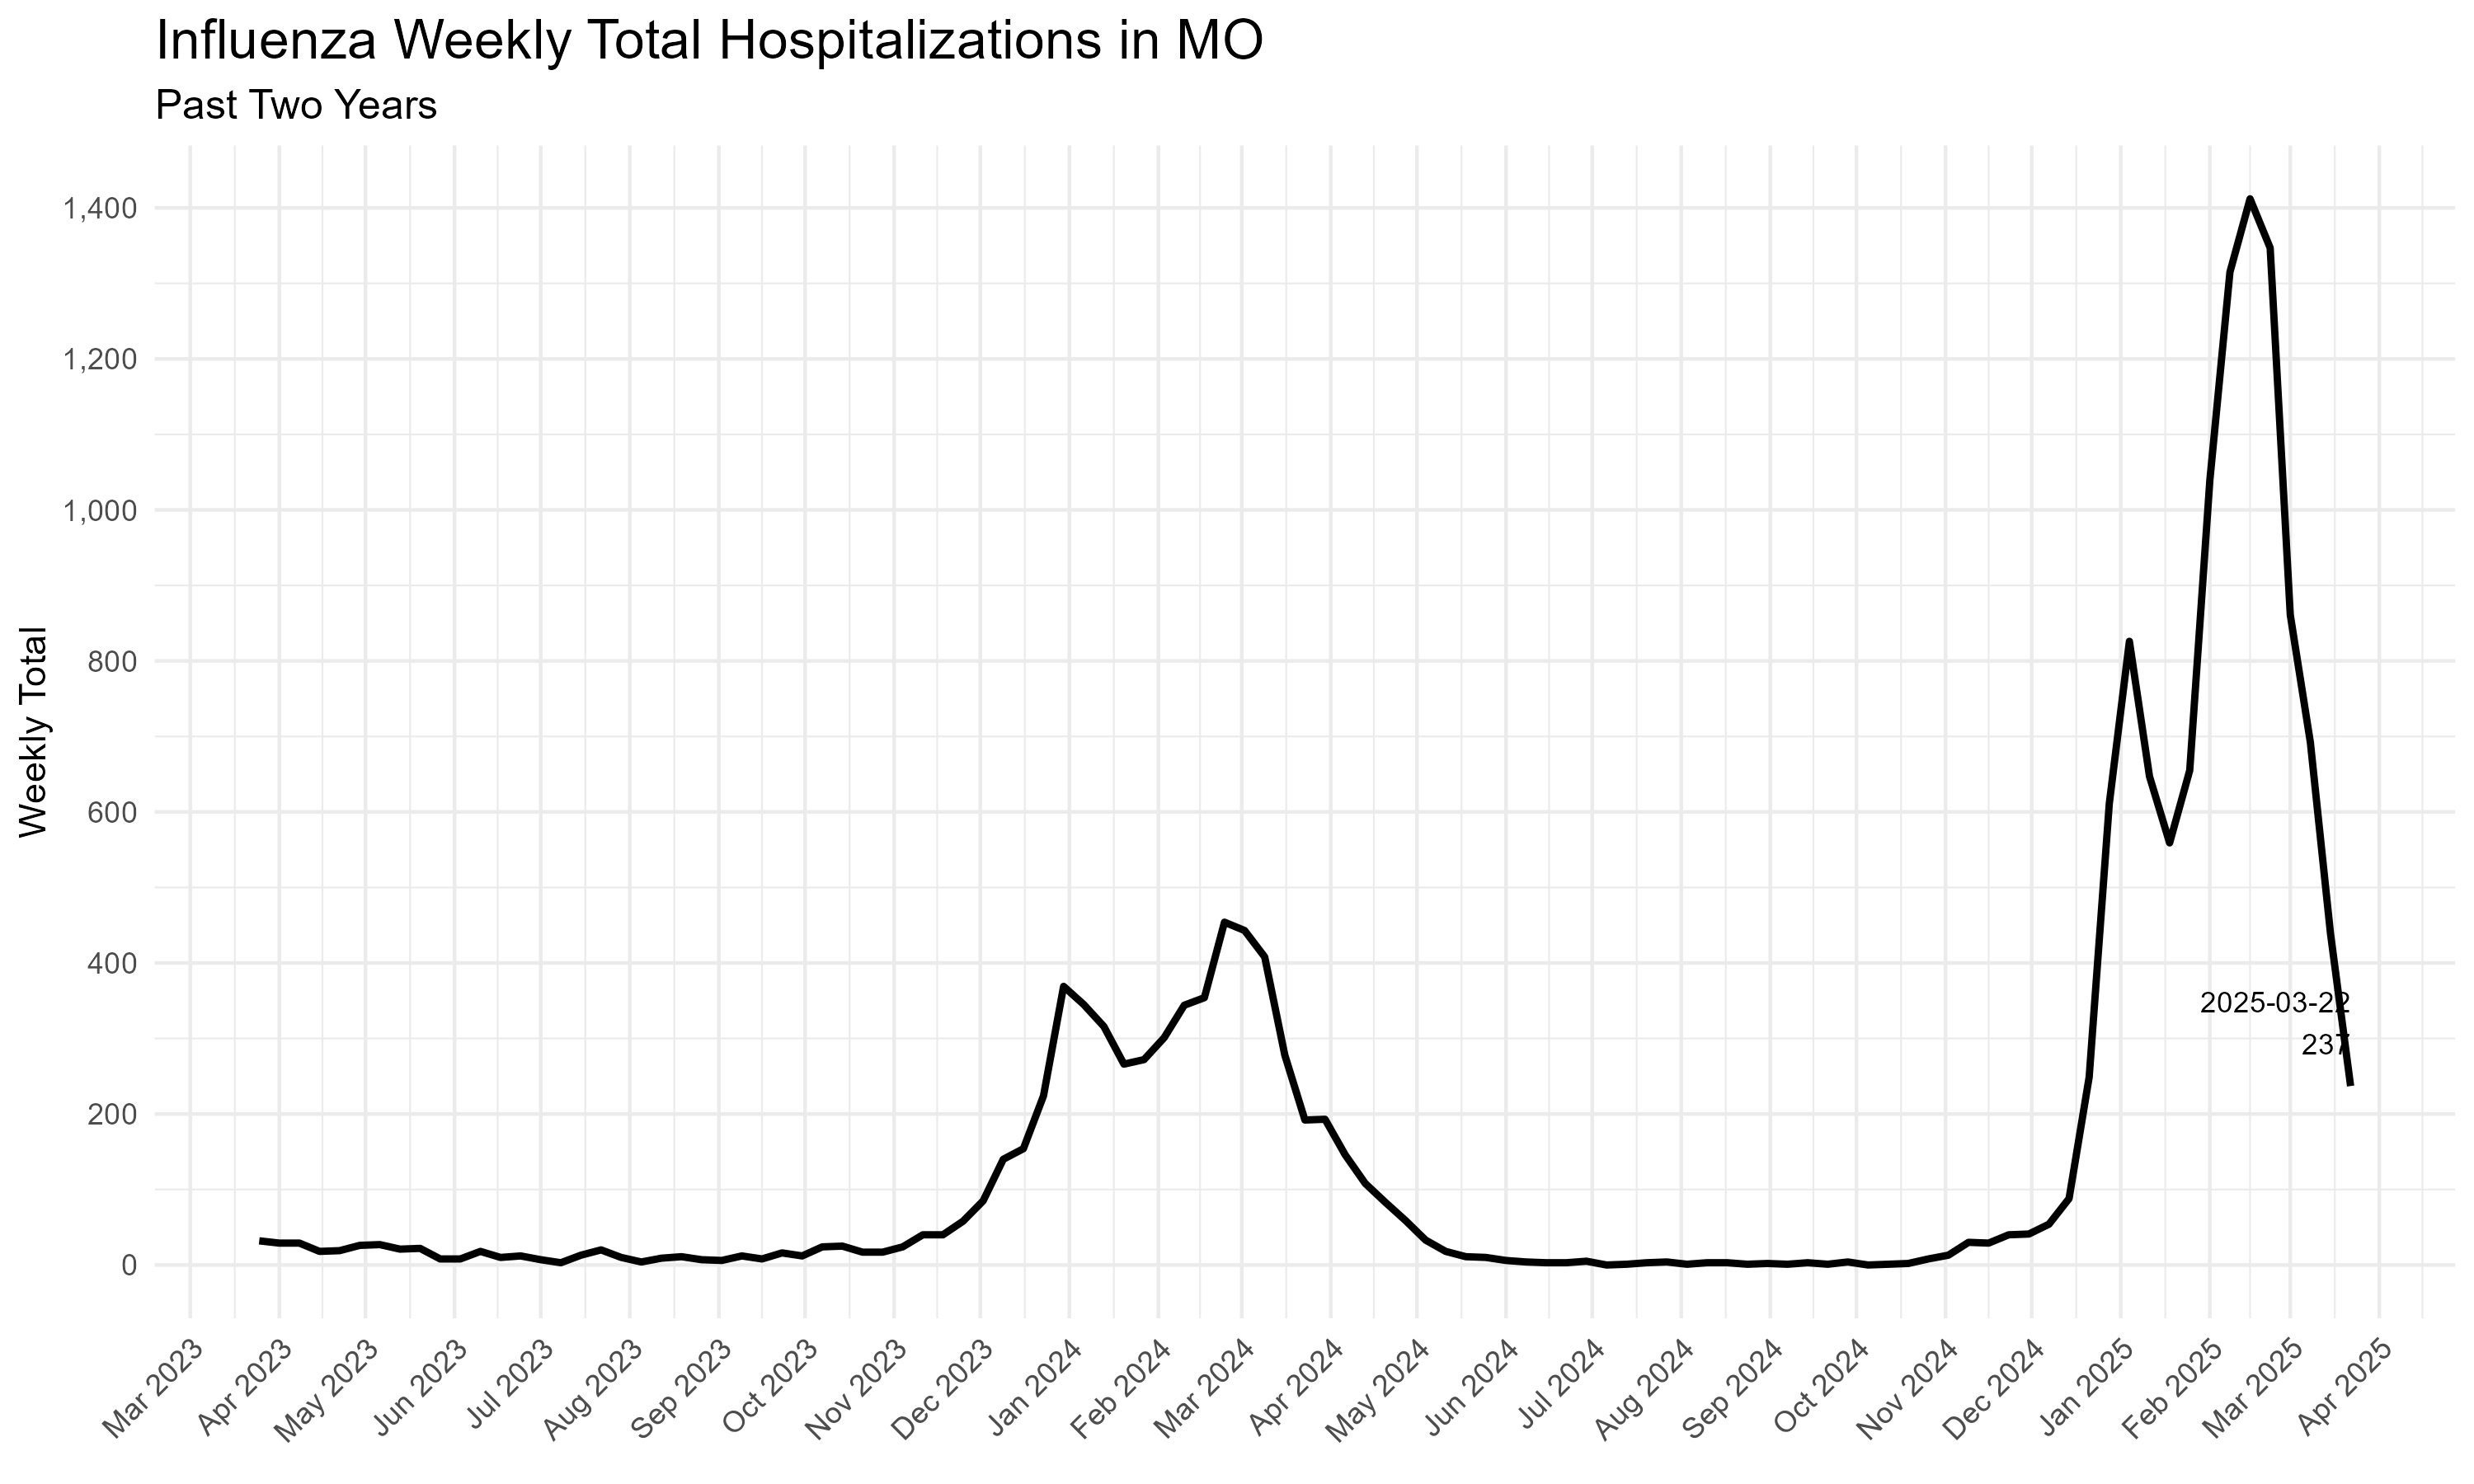 Influenza Weekly Total Hospitalizations in MO
Past Two Years
Weekly Total
1,400
1,200
1,000
800
600
400
200
0
2025-03-22
237
Mar 2023
Apr 2023
May 2023
Jun 2023
Jul 2023
Aug 2023
Sep 2023
Oct 2023
Nov 2023
Dec 2023
Jan 2024
Feb 2024
Mar 2024
Apr 2024
May 2024
Jun 2024
Jul 2024
Aug 2024
Sep 2024
Oct 2024
Nov 2024
Dec 2024
Jan 2025
Feb 2025
Mar 2025
Apr 2025